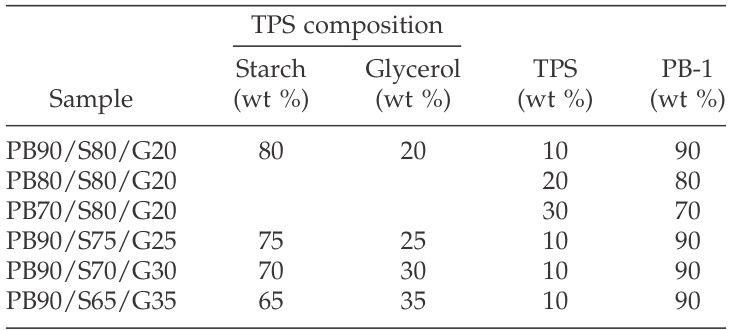 TPS composition
Starch Glycerol TPS PB-1
Sample (wt %) (wt %) (wt %) (wt %)
PB90/S80/G20 80 20 10 90
PB80/S80/G20 20 80
PB70/S80/G20 30 70
PB90/S75/G25 75 25 10 90
PB90/S70/G30 70 30 10 90
PB90/S65/G35 65 35 10 90